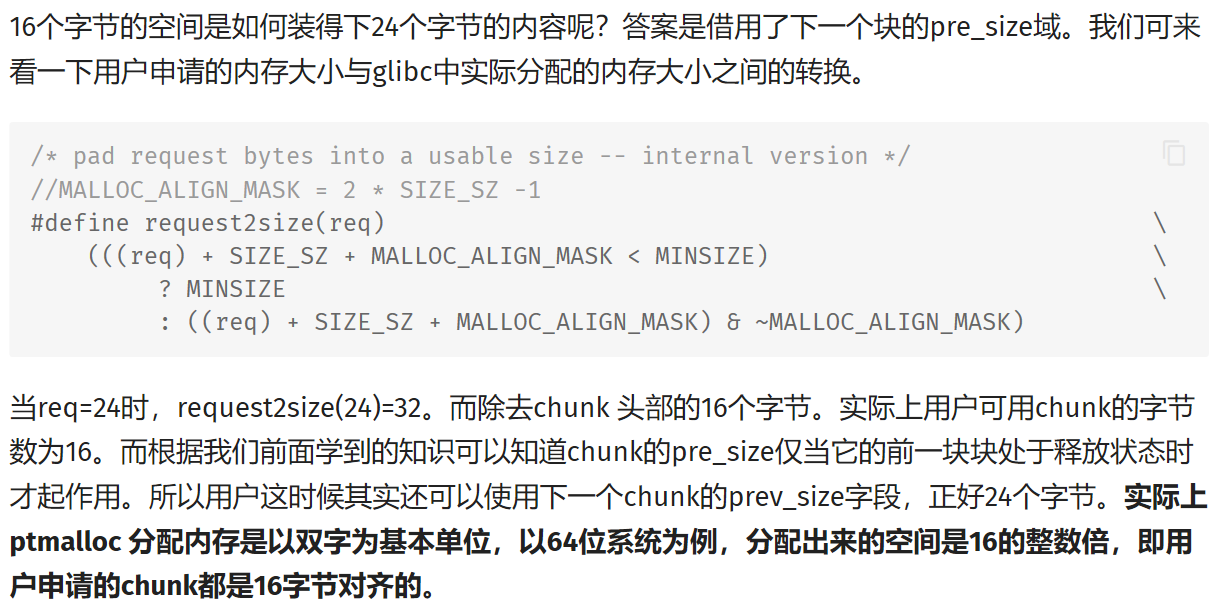 16个字节的空间是如何装得下24个字节的内容呢？答案是借用了下一个块的pre_size域。我们可来
看一下用户申请的内存大小与glibc中实际分配的内存大小之间的转换。
/* pad request bytes into a usable size -- internal version */
//MALLOC_ALIGN_MASK = 2 * SIZE_SZ -1
#define request2size(req) \
(((req) + SIZE_SZ + MALLOC_ALIGN_MASK < MINSIZE) \
? MINSIZE \
: ((req) + SIZE_SZ + MALLOC_ALIGN_MASK) & ~MALLOC_ALIGN_MASK)
当req=24时，request2size(24)=32。而除去chunk 头部的16个字节。实际上用户可用chunk的字节
数为16。而根据我们前面学到的知识可以知道chunk的pre_size仅当它的前一块块处于释放状态时
才起作用。所以用户这时候其实还可以使用下一个chunk的prev_size字段，正好24个字节。实际上
ptmalloc 分配内存是以双字为基本单位，以64位系统为例，分配出来的空间是16的整数倍，即用
户申请的chunk都是16字节对齐的。